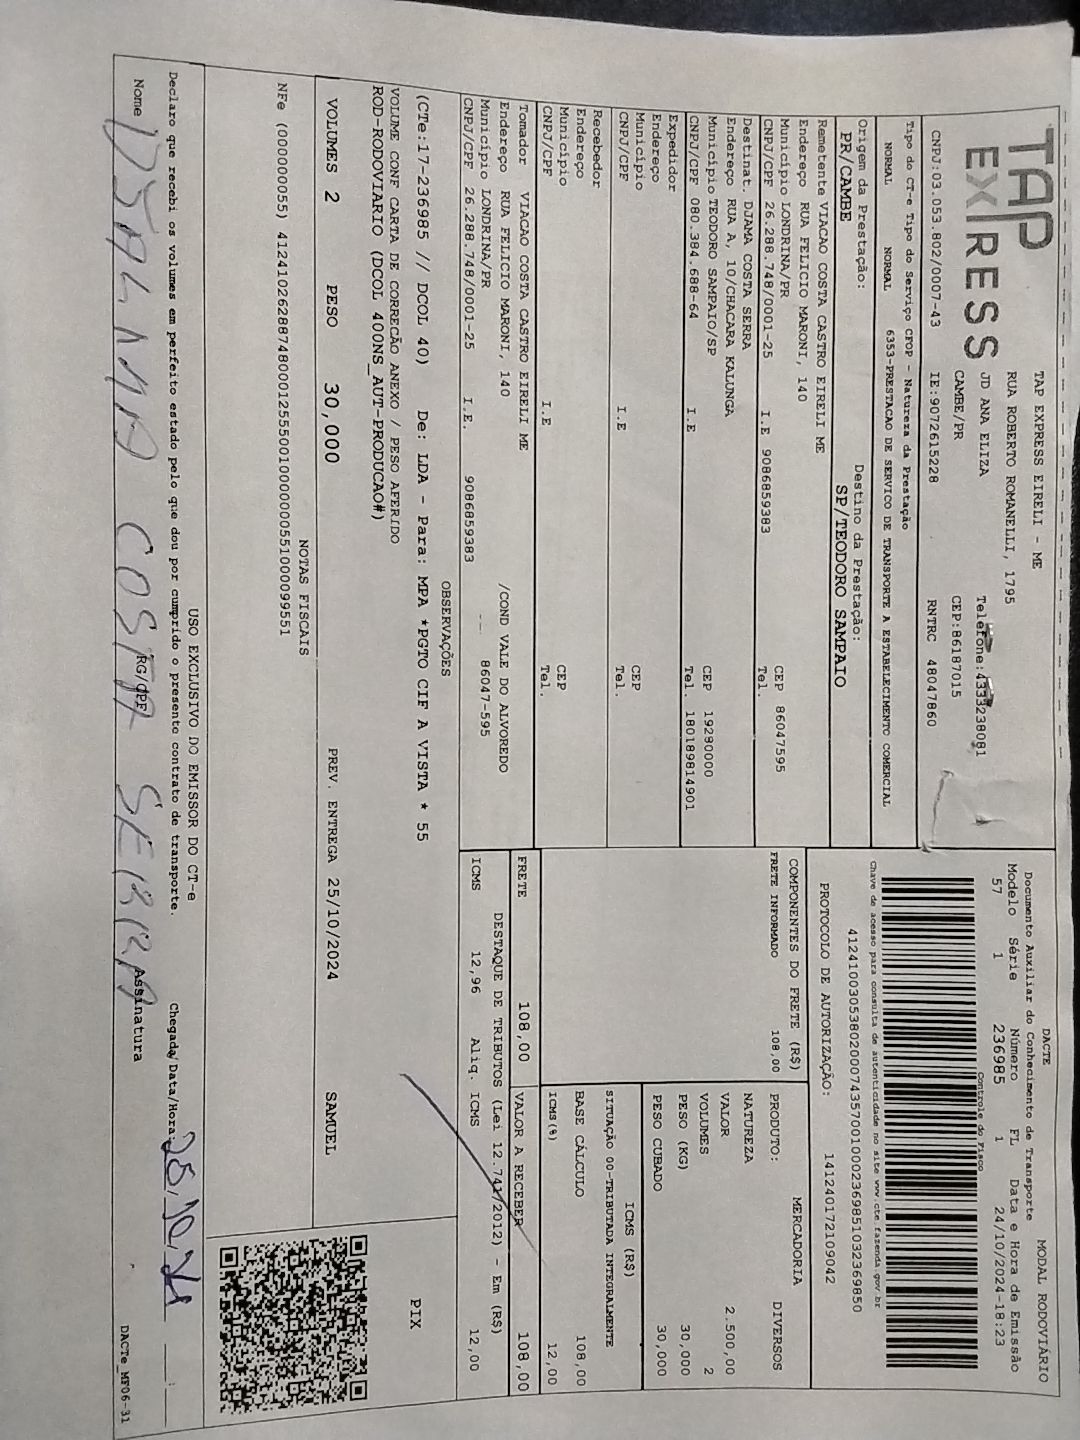 TAP EXPRESS
TAP EXPRESS EIRELI - ME
RUA ROBERTO ROMANELLI, 1795
JD ANA ELIZA Telefone:4333238081
CAMBE/PR CEP:86187015
CNPJ:03.053.802/0007-43 IE:9072615228 RNTRC 48047860
Tipo do CT-e Tipo do Serviço CFOP - Natureza da Prestação
NORMAL NORMAL 6353-PRESTACAO DE SERVICO DE TRANSPORTE A ESTABELECIMENTO COMERCIAL
Origem da Prestação: Destino da Prestação:
PR/CAMBE SP/TEODORO SAMPAIO
Remetente VIACAO COSTA CASTRO EIRELI ME
Endereço RUA FELICIO MARONI, 140
Município LONDRINA/PR CEP 86047595
CNPJ/CPF 26.288.748/0001-25 I.E 9086859383 Tel.
Destinat. DJAMA COSTA SERRA
Endereço RUA A, 10/CHACARA KALUNGA
Município TEODORO SAMPAIO/SP CEP 19280000
CNPJ/CPF 080.384.688-64 I.E Tel. 180189814901
Expedidor
Endereço
Município CEP
CNPJ/CPF I.E Tel.
Recebedor
Endereço
Município CEP
CNPJ/CPF I.E Tel.
Tomador VIACAO COSTA CASTRO EIRELI ME
Endereço RUA FELICIO MARONI, 140 /COND VALE DO ALVOREDO
Município LONDRINA/PR 86047-595
CNPJ/CPF 26.288.748/0001-25 I.E. 9086859383
DACTE MODAL RODOVIÁRIO
Documento Auxiliar do Conhecimento de Transporte
Modelo Série Número FL Data e Hora de Emissão
57 1 236985 1 24/10/2024-18:23
Controle do Fisco
Chave de acesso para consulta de autenticidade no site www.cte.fazenda.gov.br
41241003053802000743570010002369851032369850
PROTOCOLO DE AUTORIZAÇÃO: 141240172109042
COMPONENTES DO FRETE (R$)
FRETE INFORMADO 108,00
MERCADORIA
PRODUTO: DIVERSOS
NATUREZA
VALOR 2.500,00
VOLUMES 2
PESO (KG) 30,000
PESO CUBADO 30,000
ICMS (R$)
SITUAÇÃO 00-TRIBUTADA INTEGRALMENTE
BASE CÁLCULO 108,00
ICMS(%) 12,00
FRETE 108,00 VALOR A RECEBER 108,00
DESTAQUE DE TRIBUTOS (Lei 12.741/2012) - Em (R$)
ICMS 12,96 Aliq. ICMS 12,00
OBSERVAÇÕES
(CTe:17-236985 // DCOL 40) De: LDA - Para: MPA *PGTO CIF A VISTA * 55
VOLUME CONF CARTA DE CORREÇÃO ANEXO / PESO AFERIDO
ROD-RODOVIARIO (DCOL 400NS_AUT-PRODUCAO#)
PIX
VOLUMES 2 PESO 30,000 PREV. ENTREGA 25/10/2024 SAMUEL
NOTAS FISCAIS
NFe (000000055) 41241026288748000125550010000000551000099551
USO EXCLUSIVO DO EMISSOR DO CT-e
Declaro que recebi os volumes em perfeito estado pelo que dou por cumprido o presento contrato de transporte. Chegada/Data/Hora: 25/10/24
Nome DJALMA COSTA SERRA RG/CPF Assinatura
DACTe_MF06-31